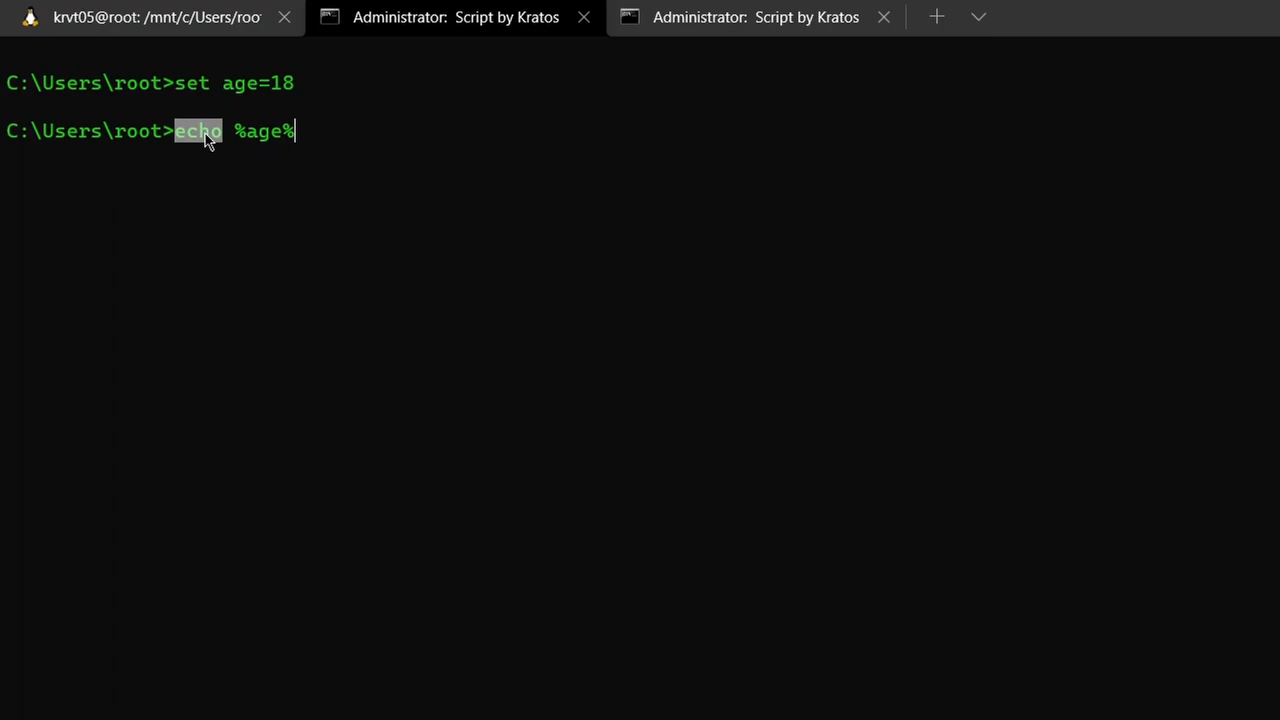 krvt05@root: /mnt/c/Users/roo
Administrator: Script by Kratos
Administrator: Script by Kratos
C:\Users\root>set age=18
C:\Users\root>echo %age%